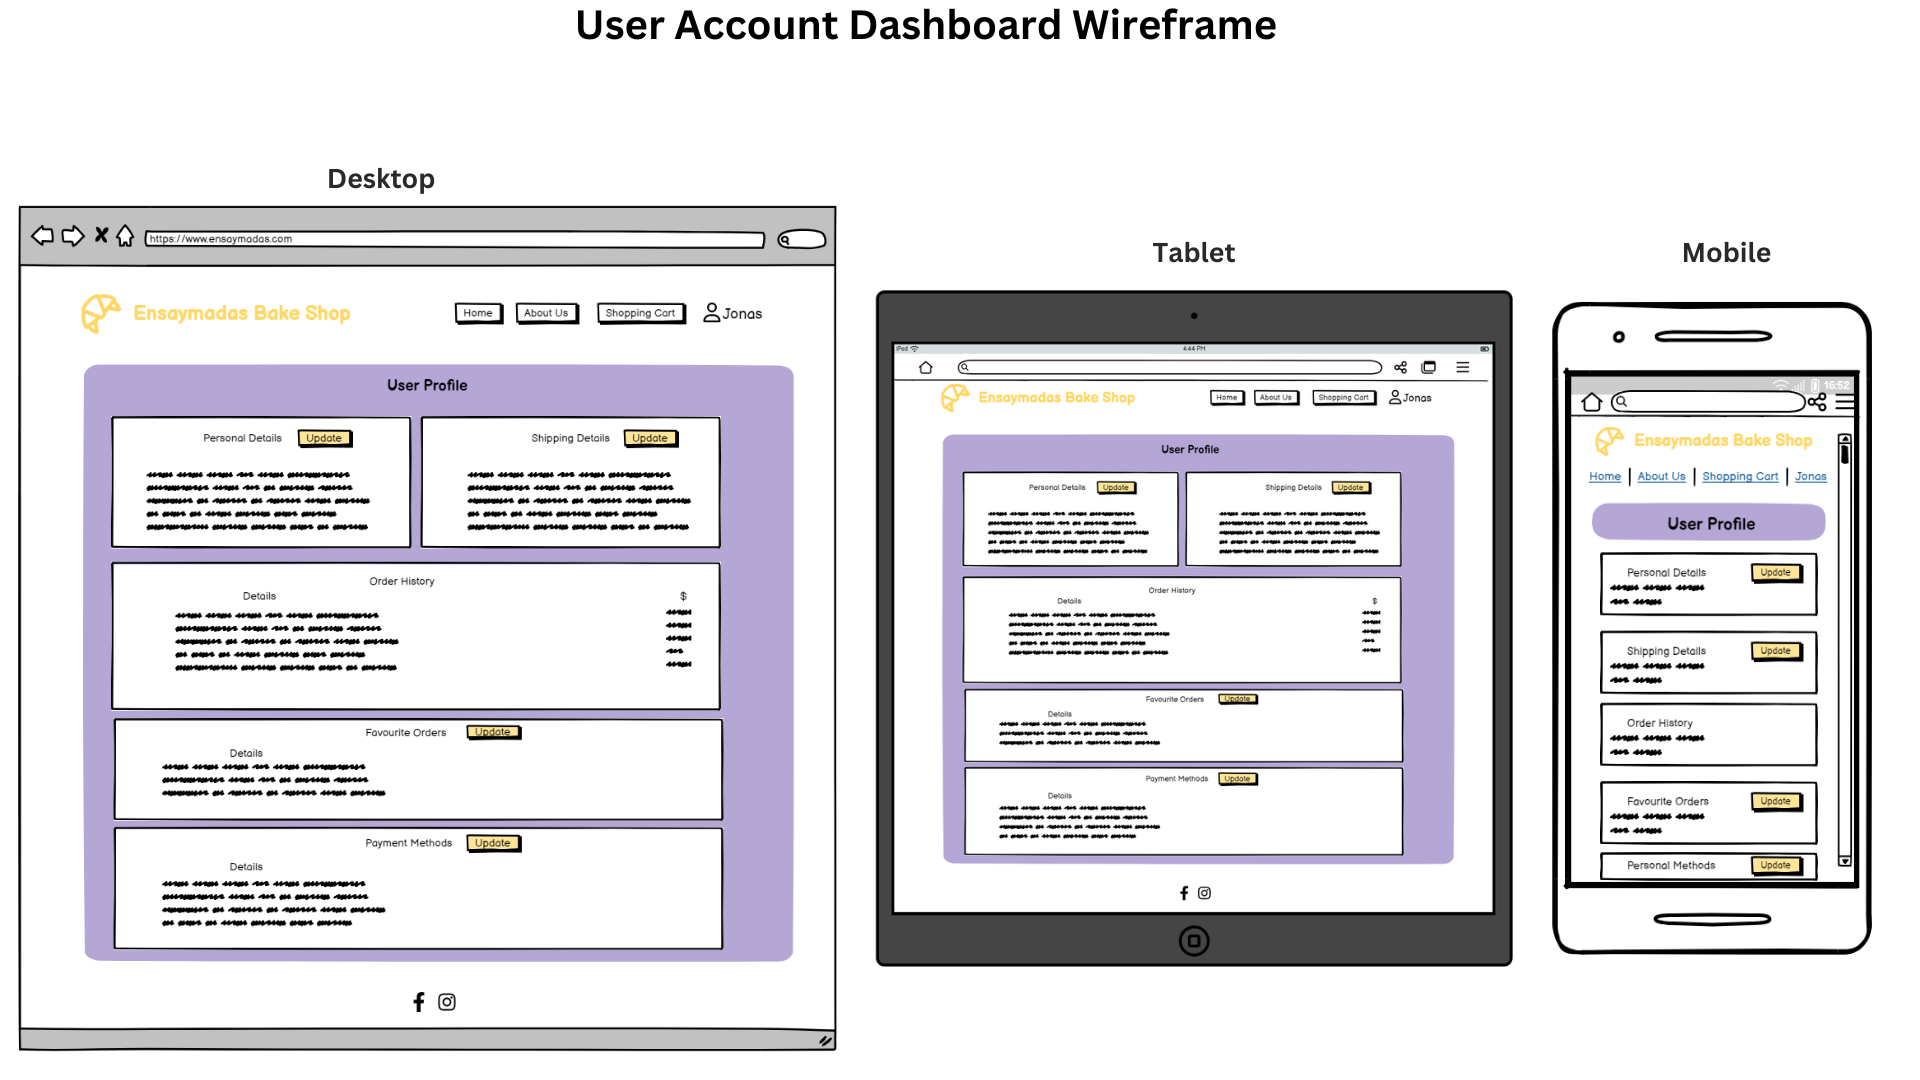 User Account Dashboard Wireframe
Desktop
https://www.ensaymadas.com
Ensaymadas Bake Shop
Home
About Us
Shopping Cart
Jonas
User Profile
Personal Details
Update
Shipping Details
Update
Order History
Details
$
Favourite Orders
Update
Details
Payment Methods
Update
Details
Tablet
iPad
4:44 PM
Ensaymadas Bake Shop
Home
About Us
Shopping Cart
Jonas
User Profile
Personal Details
Update
Shipping Details
Update
Order History
Details
$
Favourite Orders
Update
Details
Payment Methods
Update
Details
Mobile
16:52
Ensaymadas Bake Shop
Home
About Us
Shopping Cart
Jonas
User Profile
Personal Details
Update
Shipping Details
Update
Order History
Favourite Orders
Update
Personal Methods
Update